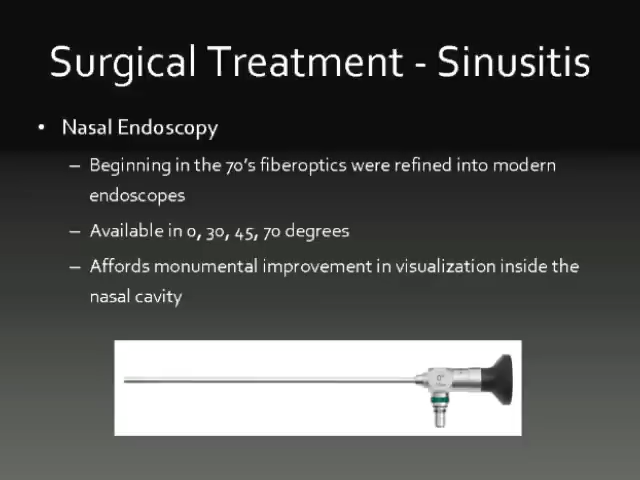 Surgical Treatment - Sinusitis
• Nasal Endoscopy
– Beginning in the 70's fiberoptics were refined into modern
endoscopes
– Available in 0, 30, 45, 70 degrees
– Affords monumental improvement in visualization inside the
nasal cavity
0°